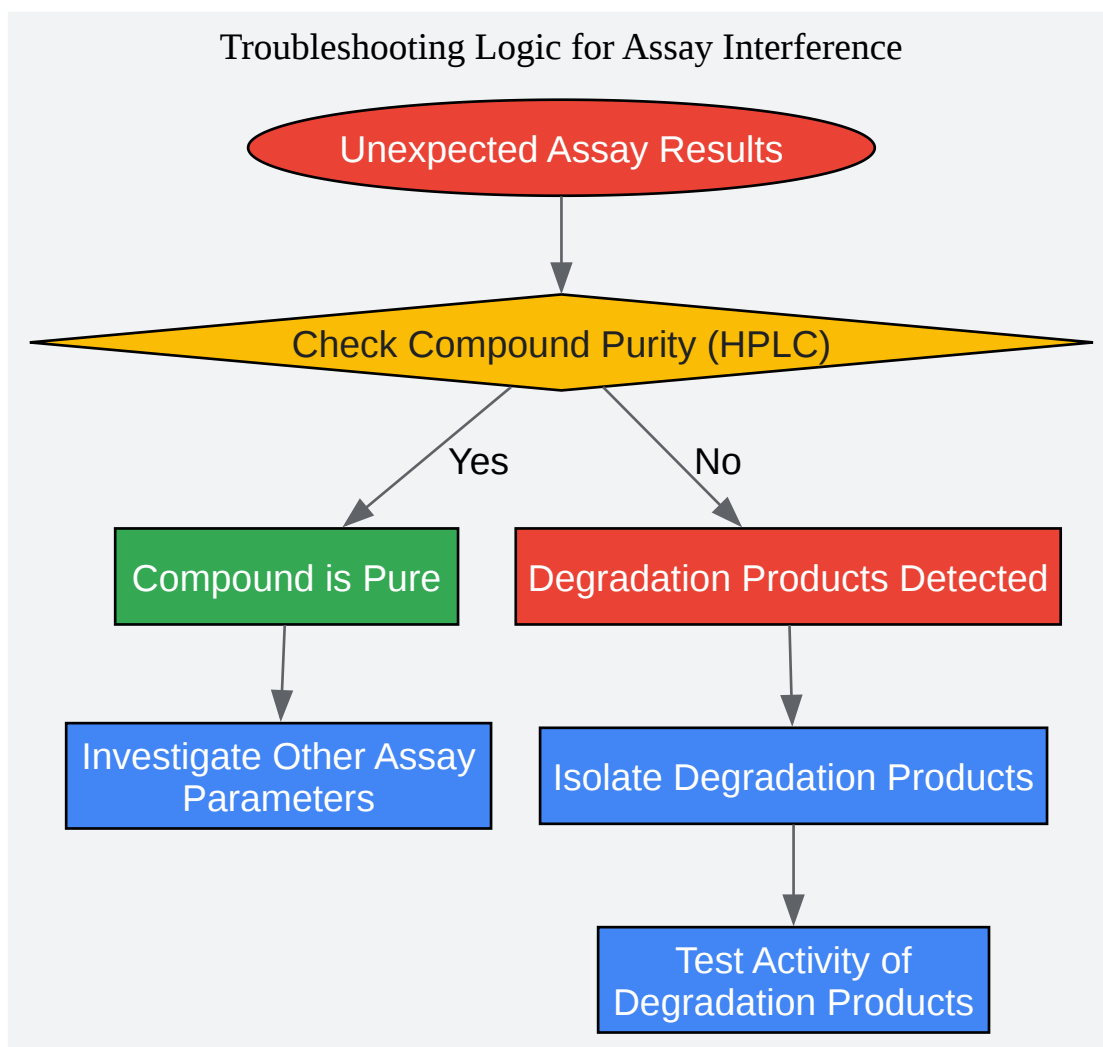 Troubleshooting Logic for Assay Interference
Unexpected Assay Results
Check Compound Purity (HPLC)
Yes
No
Compound is Pure
Degradation Products Detected
Investigate Other Assay
Parameters
Isolate Degradation Products
Test Activity of
Degradation Products